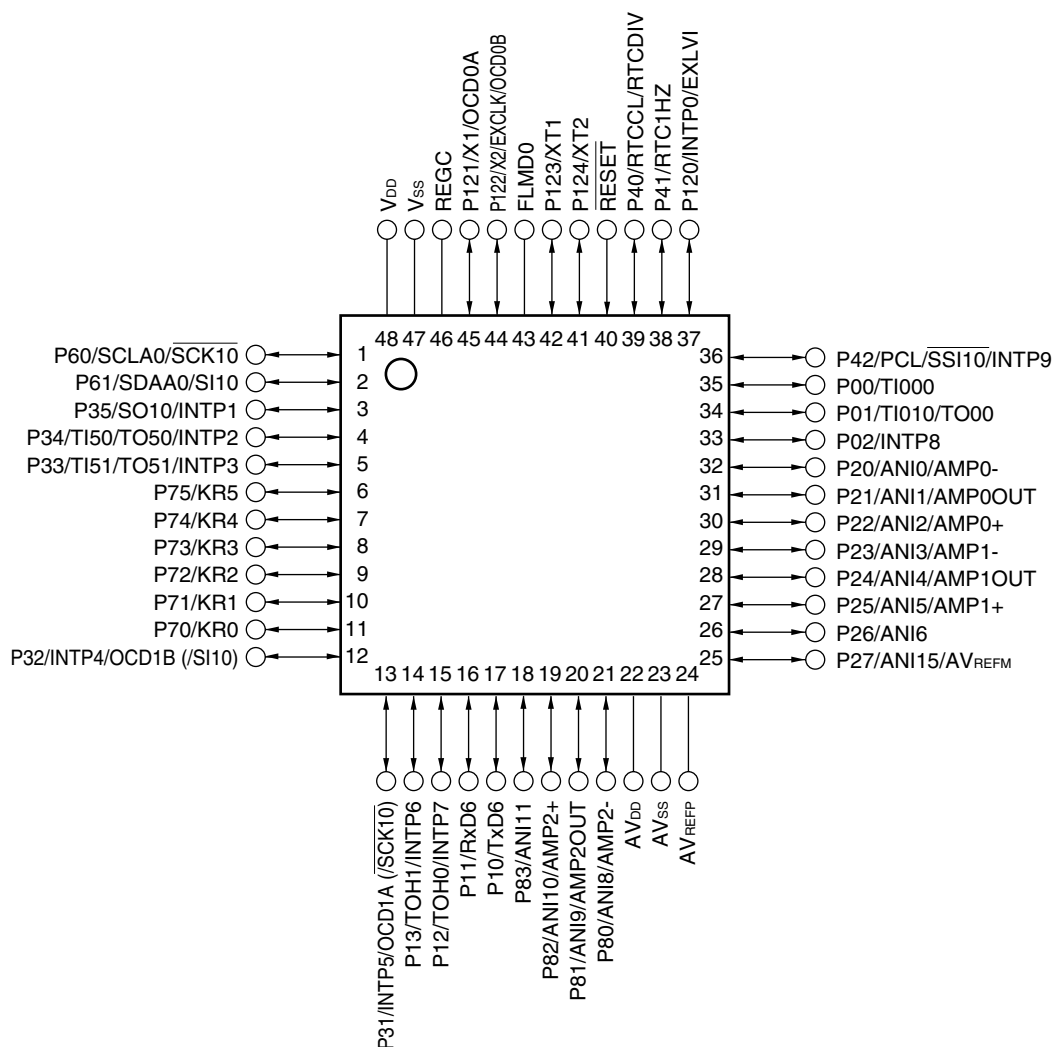 VDD
VSS
REGC
P121/X1/OCD0A
P122/X2/EXCLK/OCD0B
FLMD0
P123/XT1
P124/XT2
RESET
P40/RTCCL/RTCDIV
P41/RTC1HZ
P120/INTP0/EXLVI
48 47 46 45 44 43 42 41 40 39 38 37
P60/SCLA0/SCK10 1
P61/SDAA0/SI10 2
P35/SO10/INTP1 3
P34/TI50/TO50/INTP2 4
P33/TI51/TO51/INTP3 5
P75/KR5 6
P74/KR4 7
P73/KR3 8
P72/KR2 9
P71/KR1 10
P70/KR0 11
P32/INTP4/OCD1B (/SI10) 12
36 P42/PCL/SSI10/INTP9
35 P00/TI000
34 P01/TI010/TO00
33 P02/INTP8
32 P20/ANI0/AMP0-
31 P21/ANI1/AMP0OUT
30 P22/ANI2/AMP0+
29 P23/ANI3/AMP1-
28 P24/ANI4/AMP1OUT
27 P25/ANI5/AMP1+
26 P26/ANI6
25 P27/ANI15/AVREFM
13 14 15 16 17 18 19 20 21 22 23 24
P31/INTP5/OCD1A (/SCK10)
P13/TOH1/INTP6
P12/TOH0/INTP7
P11/RxD6
P10/TxD6
P83/ANI11
P82/ANI10/AMP2+
P81/ANI9/AMP2OUT
P80/ANI8/AMP2-
AVDD
AVSS
AVREFP